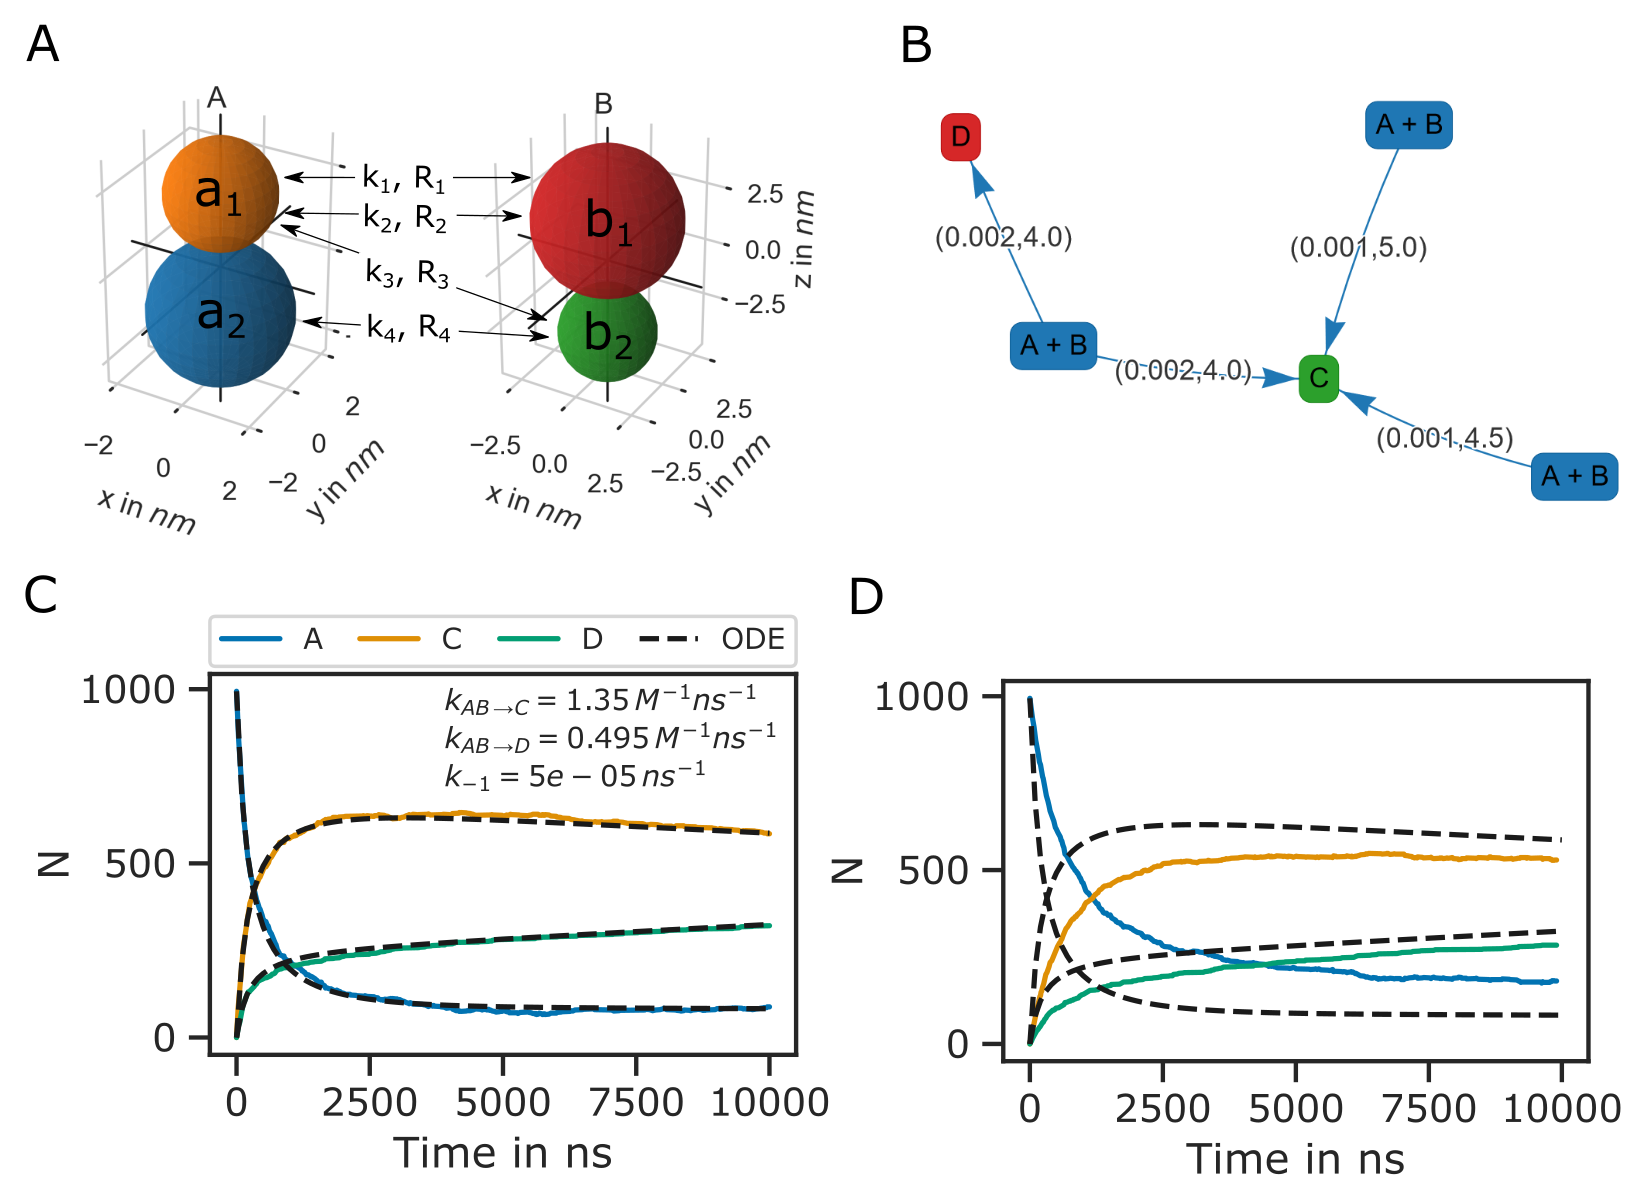 A
A
B
a1
a2
b1
b2
k1, R1
k2, R2
k3, R3
k4, R4
−2
0
2
x in nm
−2
0
2
y in nm
−2.5
0.0
2.5
x in nm
−2.5
0.0
2.5
y in nm
2.5
0.0
−2.5
z in nm
B
D
A + B
(0.002,4.0)
(0.001,5.0)
A + B
(0.002,4.0)
C
(0.001,4.5)
A + B
C
A C D ODE
kAB→C = 1.35 M−1ns−1
kAB→D = 0.495 M−1ns−1
k−1 = 5e − 05 ns−1
1000
500
0
N
0 2500 5000 7500 10000
Time in ns
D
1000
500
0
N
0 2500 5000 7500 10000
Time in ns